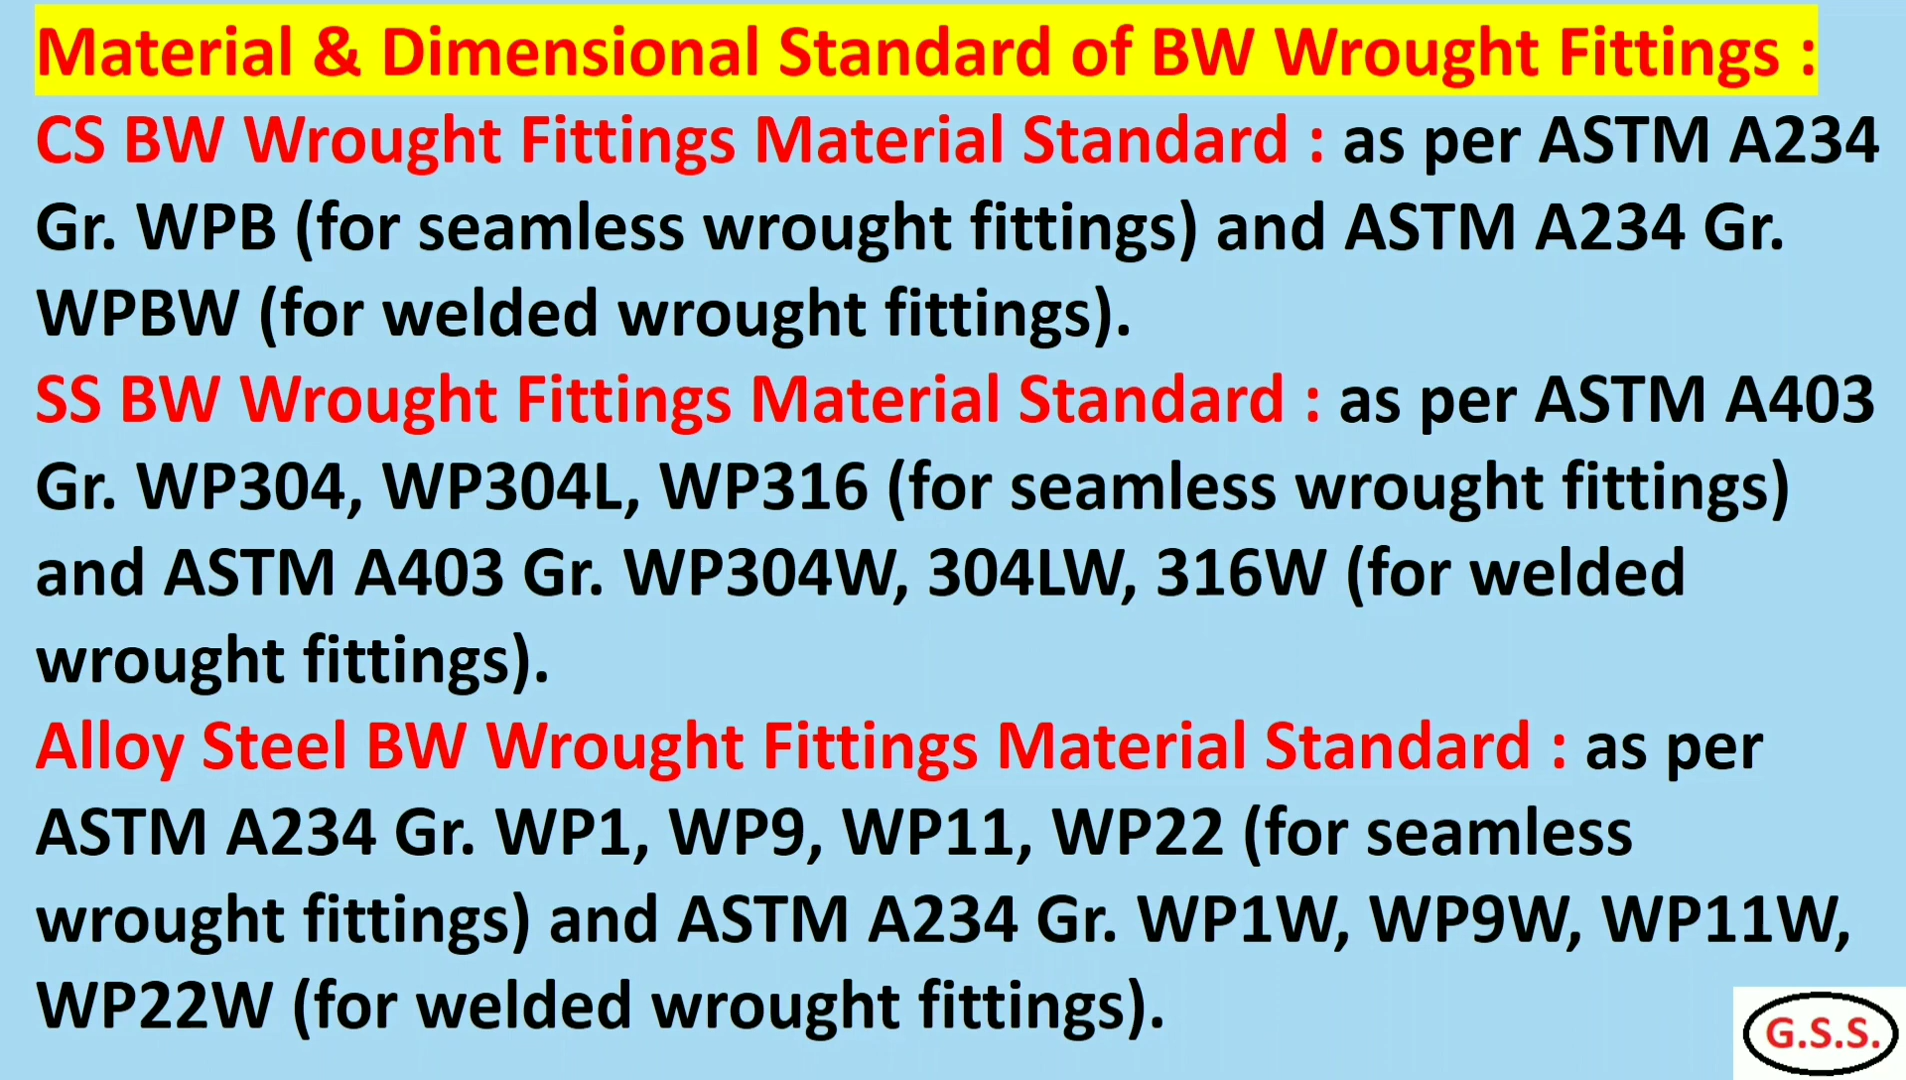 Material & Dimensional Standard of BW Wrought Fittings :
CS BW Wrought Fittings Material Standard : as per ASTM A234
Gr. WPB (for seamless wrought fittings) and ASTM A234 Gr.
WPBW (for welded wrought fittings).
SS BW Wrought Fittings Material Standard : as per ASTM A403
Gr. WP304, WP304L, WP316 (for seamless wrought fittings)
and ASTM A403 Gr. WP304W, 304LW, 316W (for welded
wrought fittings).
Alloy Steel BW Wrought Fittings Material Standard : as per
ASTM A234 Gr. WP1, WP9, WP11, WP22 (for seamless
wrought fittings) and ASTM A234 Gr. WP1W, WP9W, WP11W,
WP22W (for welded wrought fittings).
G.S.S.